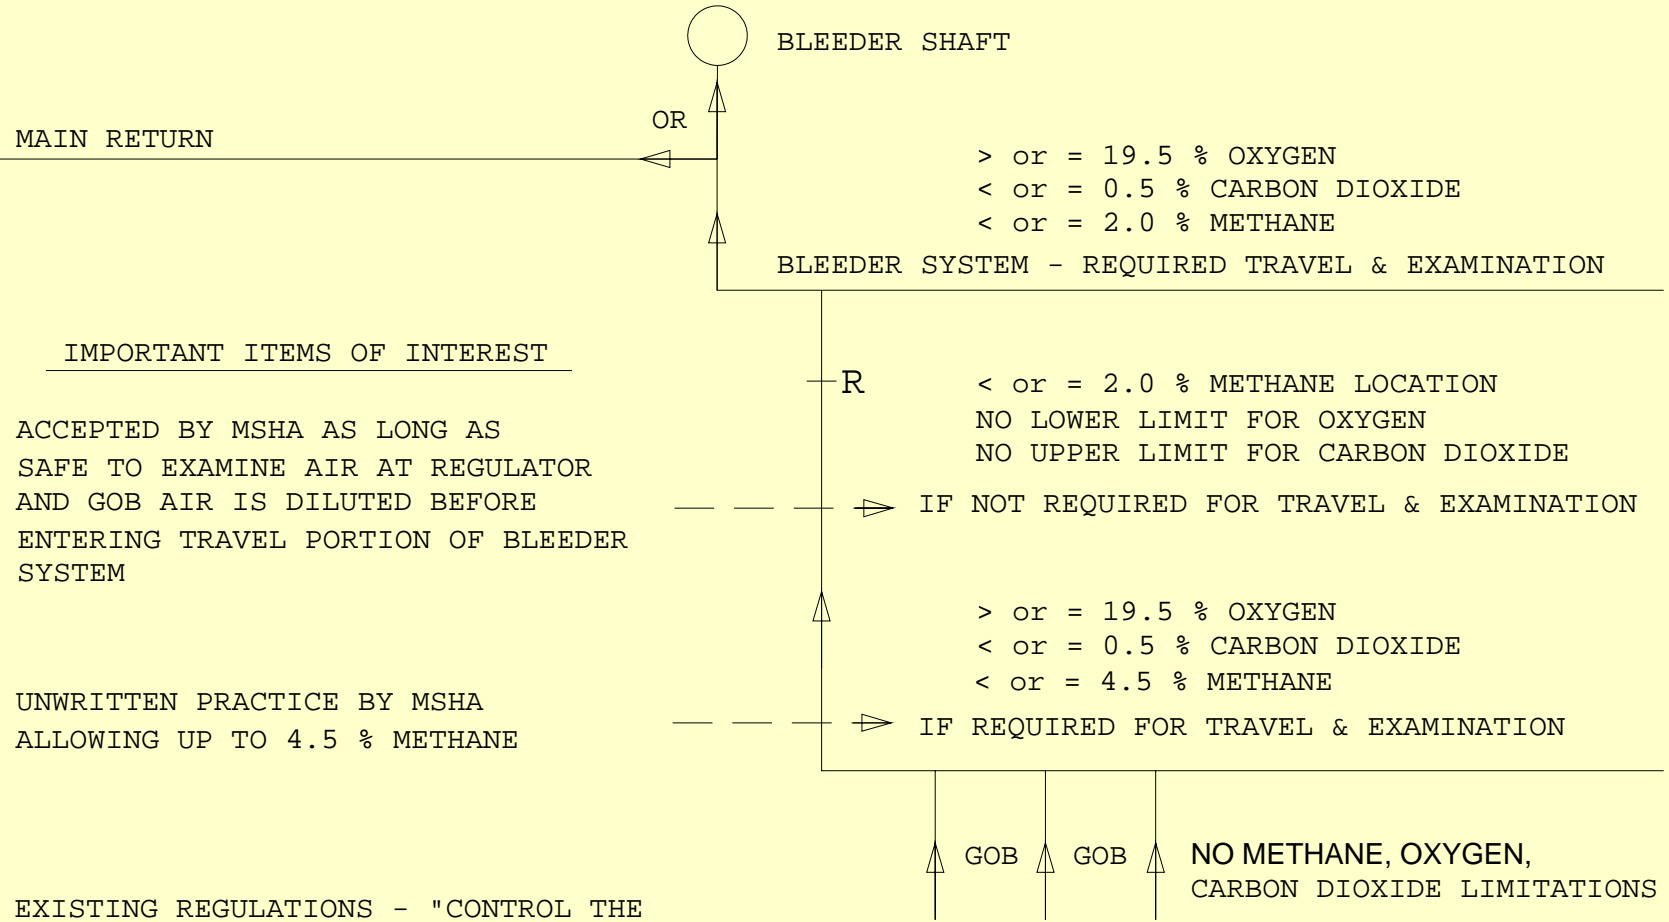 BLEEDER SHAFT
OR
MAIN RETURN
> or = 19.5 % OXYGEN
< or = 0.5 % CARBON DIOXIDE
< or = 2.0 % METHANE
BLEEDER SYSTEM - REQUIRED TRAVEL & EXAMINATION
IMPORTANT ITEMS OF INTEREST
R
< or = 2.0 % METHANE LOCATION
NO LOWER LIMIT FOR OXYGEN
NO UPPER LIMIT FOR CARBON DIOXIDE
ACCEPTED BY MSHA AS LONG AS
SAFE TO EXAMINE AIR AT REGULATOR
AND GOB AIR IS DILUTED BEFORE
ENTERING TRAVEL PORTION OF BLEEDER
SYSTEM
IF NOT REQUIRED FOR TRAVEL & EXAMINATION
> or = 19.5 % OXYGEN
< or = 0.5 % CARBON DIOXIDE
< or = 4.5 % METHANE
UNWRITTEN PRACTICE BY MSHA
ALLOWING UP TO 4.5 % METHANE
IF REQUIRED FOR TRAVEL & EXAMINATION
GOB
GOB
NO METHANE, OXYGEN,
CARBON DIOXIDE LIMITATIONS
EXISTING REGULATIONS - "CONTROL THE